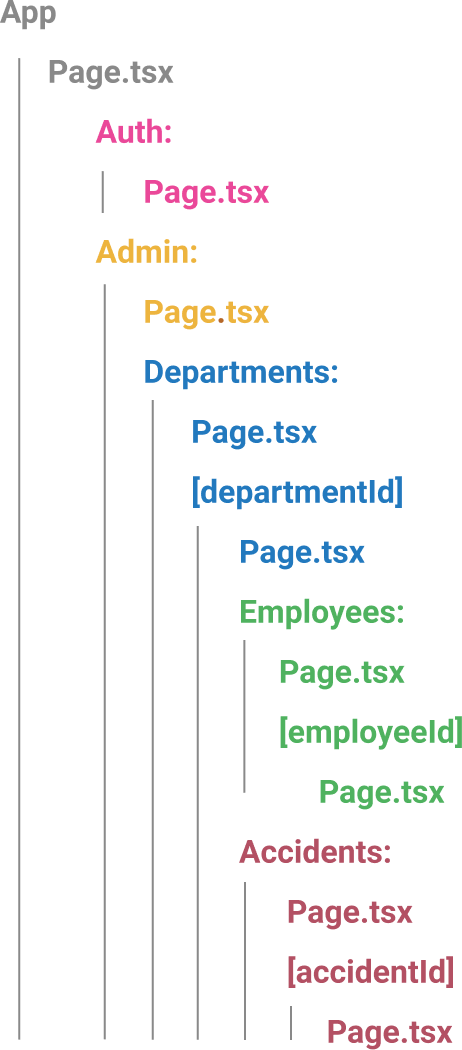 App
Page.tsx
Auth:
Page.tsx
Admin:
Page.tsx
Departments:
Page.tsx
[departmentId]
Page.tsx
Employees:
Page.tsx
[employeeId]
Page.tsx
Accidents:
Page.tsx
[accidentId]
Page.tsx